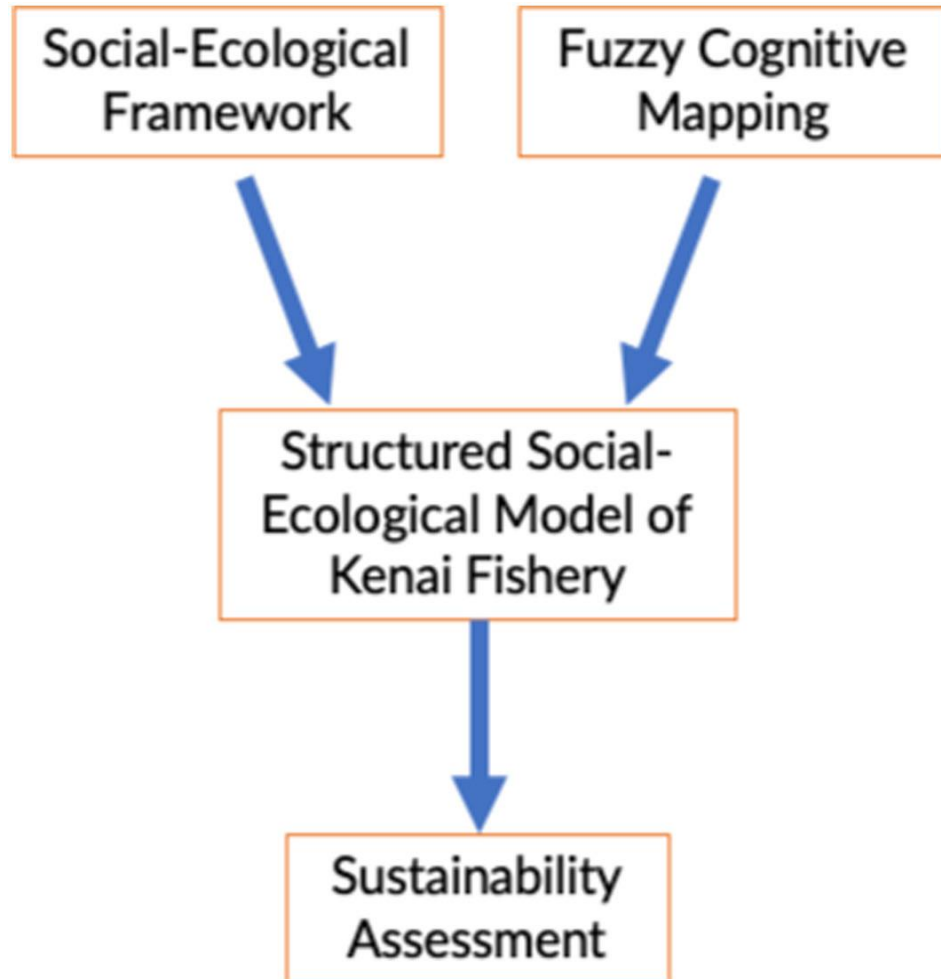 Social-Ecological
Framework
Fuzzy Cognitive
Mapping
Structured Social-
Ecological Model of
Kenai Fishery
Sustainability
Assessment